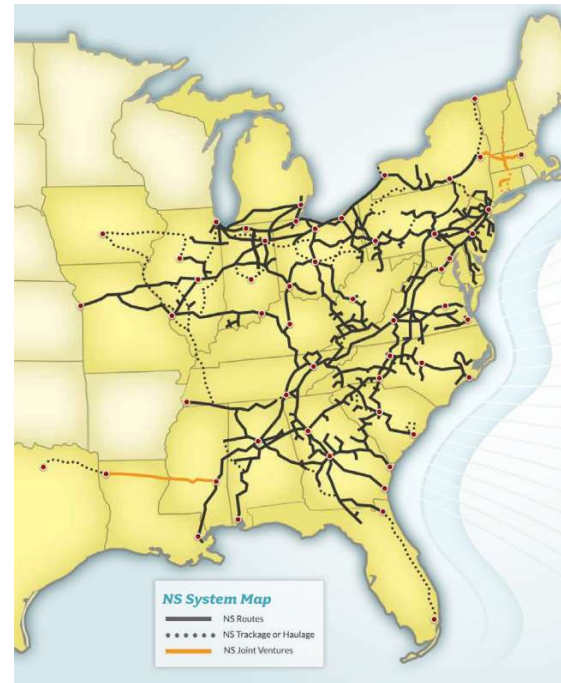 NS System Map
NS Routes
NS Trackage or Haulage
NS Joint Ventures